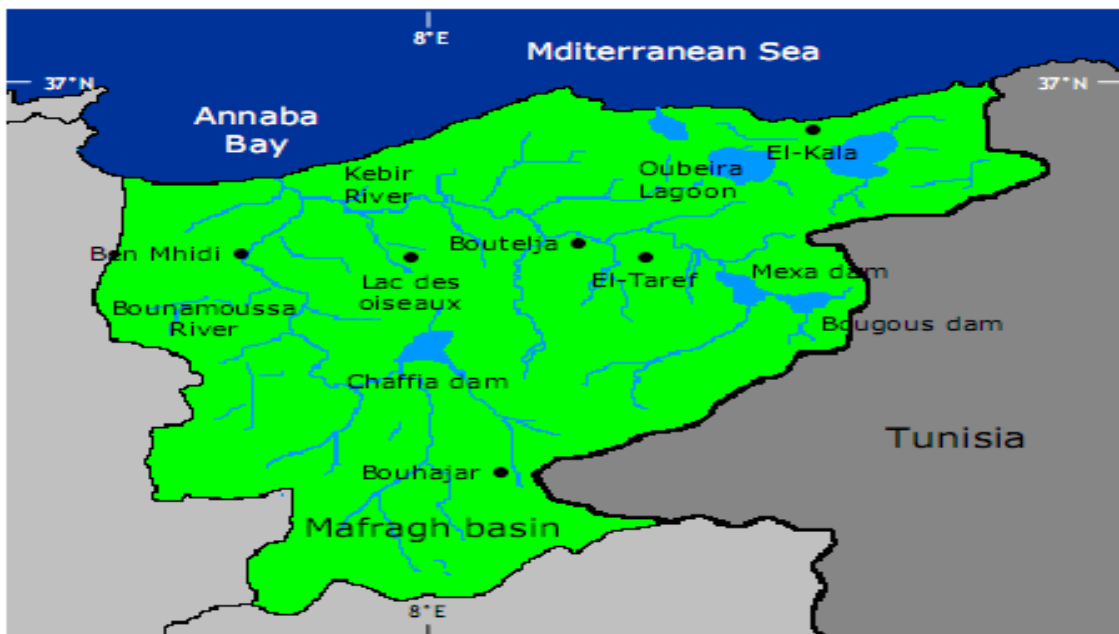 8°E
Mditerranean Sea
37°N
37°N
Annaba
Bay
El-Kala
Oubeira
Lagoon
Kebir
River
Boutelja
Ben Mhidi
El-Taref
Mexa dam
Lac des
oiseaux
Bounamoussa
River
Bougous dam
Chaffia dam
Tunisia
Bouhajar
Mafragh basin
8°E